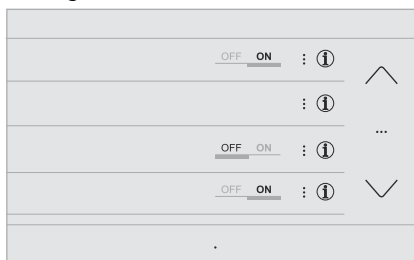 OFF ON ⋮ i
⋮ i
OFF ON ⋮ i
...
OFF ON ⋮ i
.